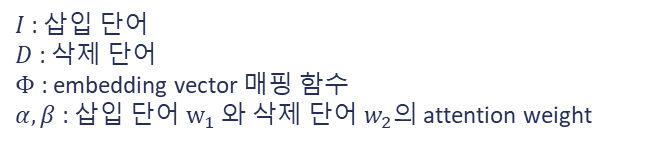 I : 삽입 단어
D : 삭제 단어
Φ : embedding vector 매핑 함수
α, β : 삽입 단어 w₁ 와 삭제 단어 w₂의 attention weight